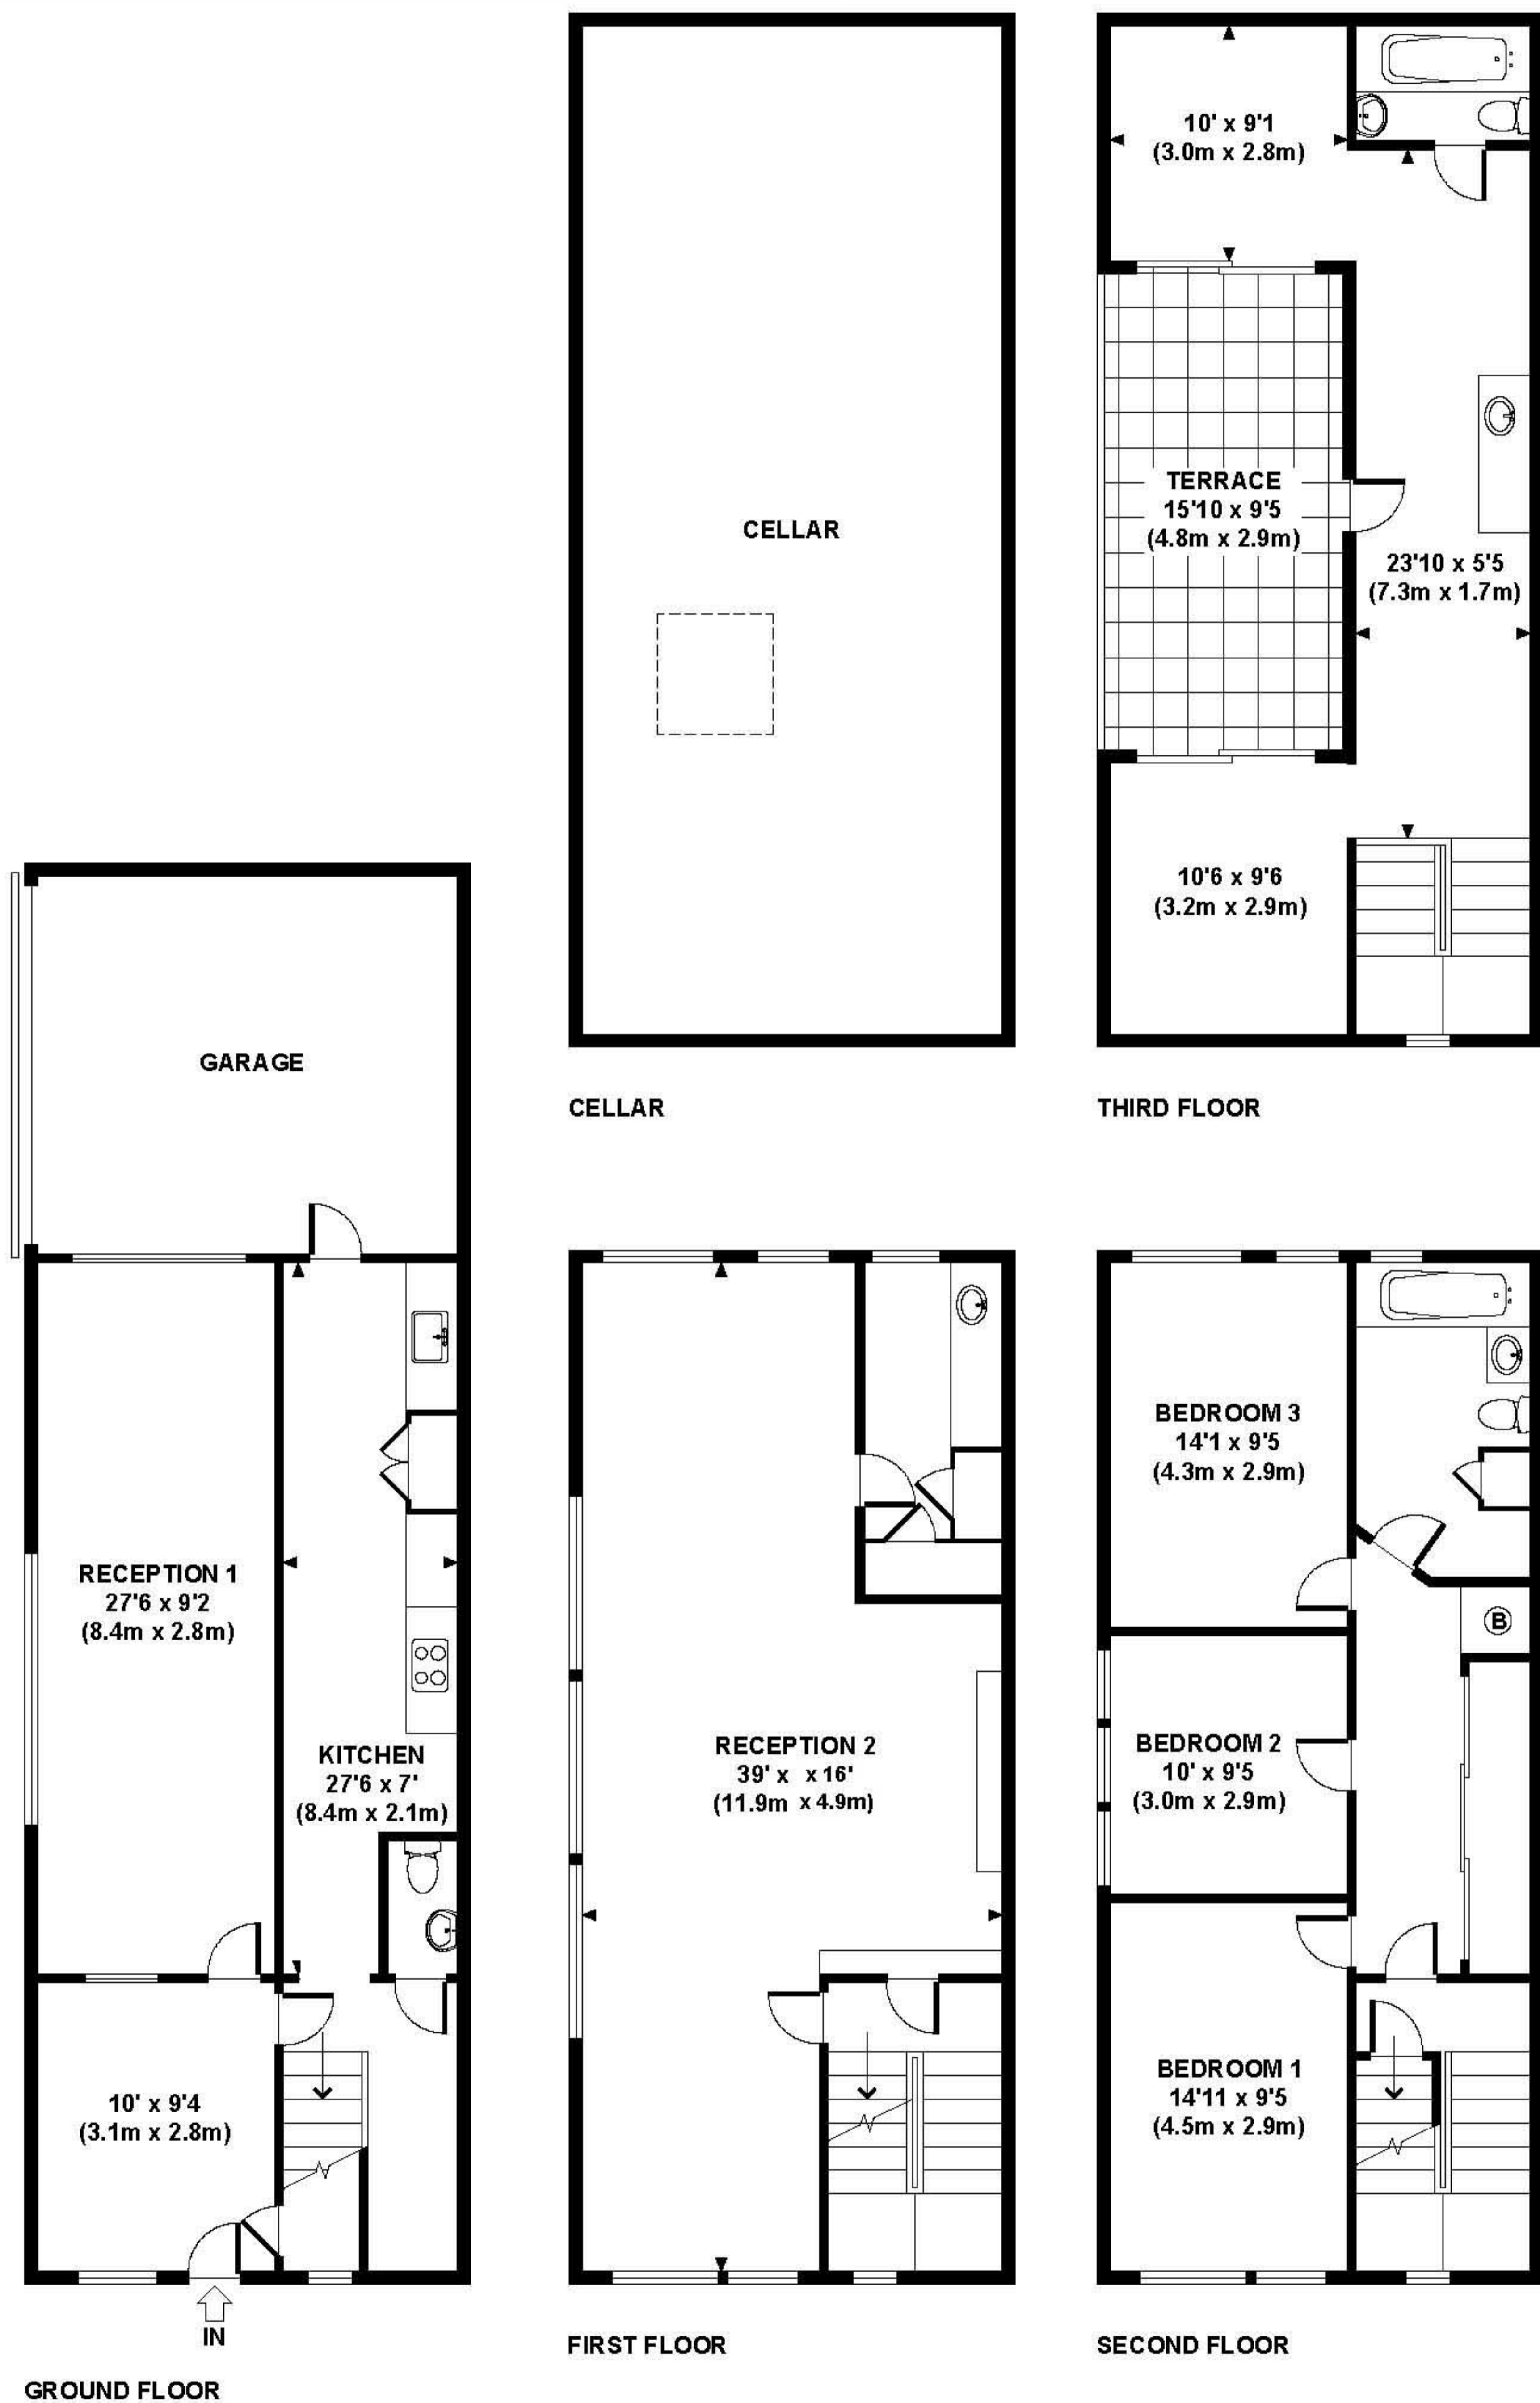 10' x 9'1
(3.0m x 2.8m)
TERRACE
15'10 x 9'5
(4.8m x 2.9m)
23'10 x 5'5
(7.3m x 1.7m)
10'6 x 9'6
(3.2m x 2.9m)
THIRD FLOOR
CELLAR
CELLAR
GARAGE
RECEPTION 1
27'6 x 9'2
(8.4m x 2.8m)
KITCHEN
27'6 x 7'
(8.4m x 2.1m)
10' x 9'4
(3.1m x 2.8m)
IN
GROUND FLOOR
RECEPTION 2
39' x x 16'
(11.9m x 4.9m)
FIRST FLOOR
BEDROOM 3
14'1 x 9'5
(4.3m x 2.9m)
B
BEDROOM 2
10' x 9'5
(3.0m x 2.9m)
BEDROOM 1
14'11 x 9'5
(4.5m x 2.9m)
SECOND FLOOR